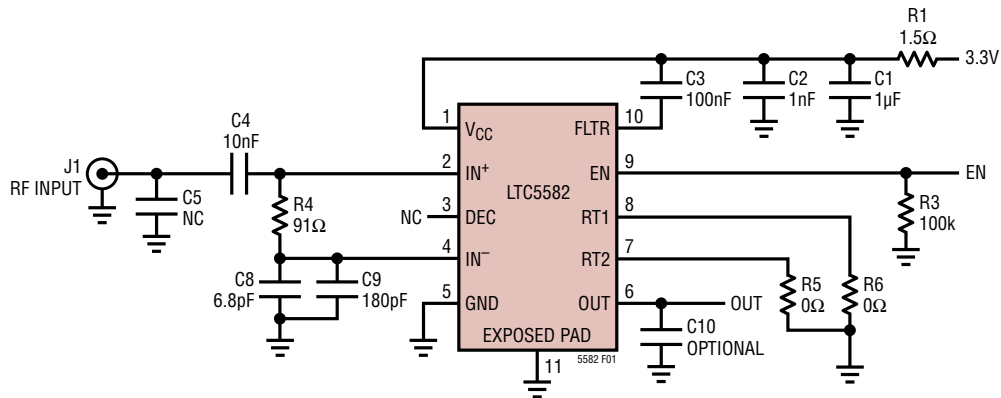 R1
1.5Ω
3.3V
C3
100nF
C2
1nF
C1
1µF
C4
10nF
1
VCC
FLTR
10
J1
RF INPUT
2
IN+
EN
9
EN
C5
NC
R4
91Ω
NC
3
DEC
LTC5582
RT1
8
R3
100k
4
IN−
RT2
7
C8
6.8pF
C9
180pF
R5
0Ω
R6
0Ω
5
GND
OUT
6
OUT
EXPOSED PAD
C10
OPTIONAL
5582 F01
11